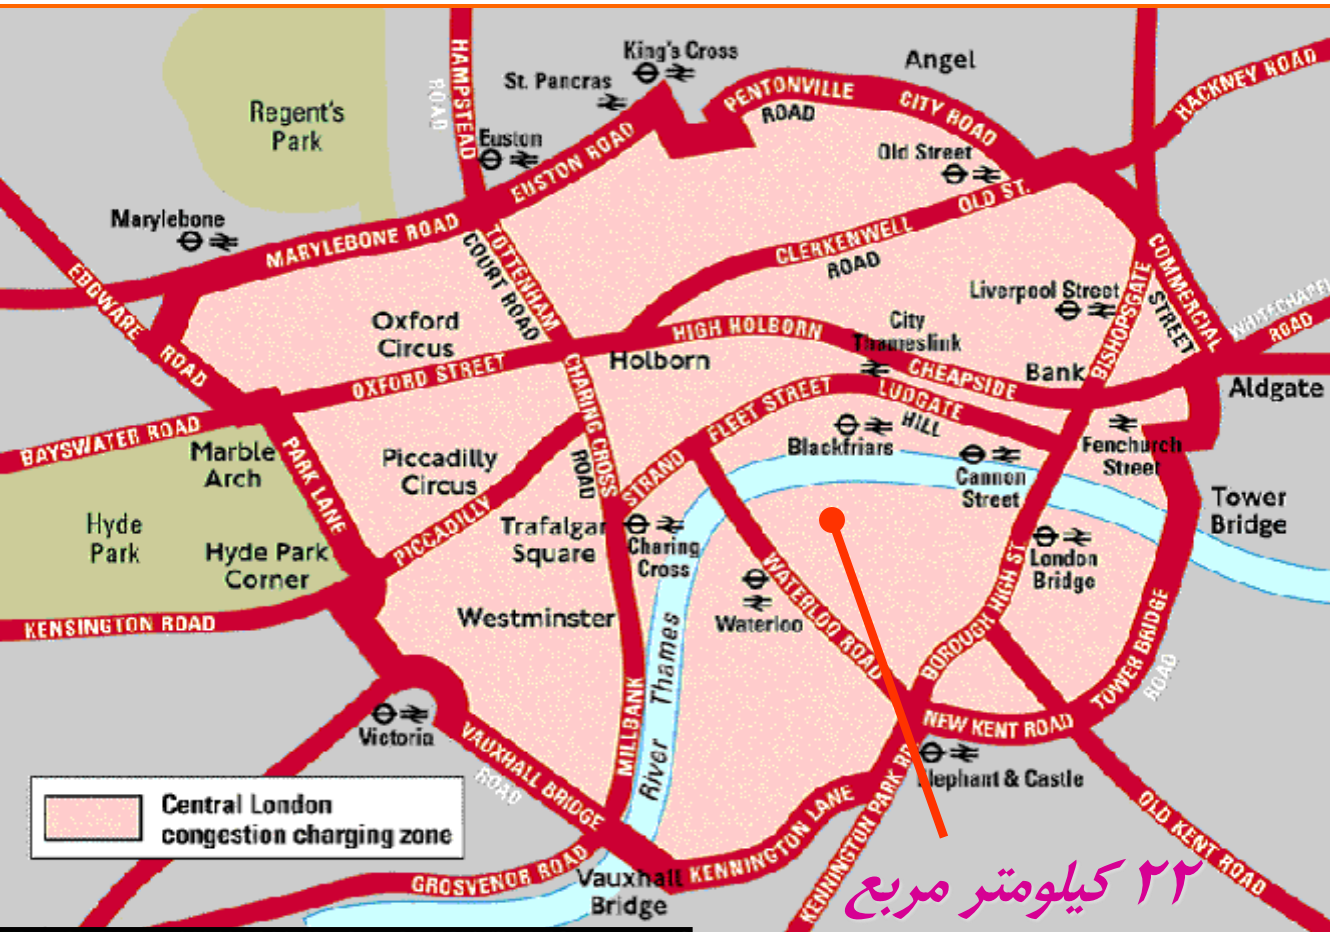 King's Cross
Angel
St. Pancras
HAMPSTEAD
ROAD
PENTONVILLE
ROAD
CITY ROAD
HACKNEY ROAD
Regent's
Park
Euston
EUSTON ROAD
Old Street
OLD ST.
Marylebone
MARYLEBONE ROAD
TOTTENHAM
COURT ROAD
CLERKENWELL
ROAD
COMMERCIAL
STREET
EDGWARE
ROAD
Liverpool Street
BISHOPSGATE
WHITECHAPEL
ROAD
Oxford
Circus
OXFORD STREET
Holborn
HIGH HOLBORN
City
Thameslink
CHEAPSIDE
Bank
Aldgate
BAYSWATER ROAD
Marble
Arch
PARK LANE
Piccadilly
Circus
PICCADILLY
CHARING CROSS
ROAD
STRAND
FLEET STREET
LUDGATE
HILL
Blackfriars
Cannon
Street
Fenchurch
Street
Tower
Bridge
Hyde
Park
Hyde Park
Corner
Trafalgar
Square
Charing
Cross
London
Bridge
KENSINGTON ROAD
Westminster
Waterloo
WATERLOO ROAD
BOROUGH HIGH ST.
TOWER BRIDGE
ROAD
River Thames
MILLBANK
Victoria
VAUXHALL BRIDGE
ROAD
NEW KENT ROAD
Elephant & Castle
KENNINGTON PARK RD
OLD KENT ROAD
Central London
congestion charging zone
GROSVENOR ROAD
KENNINGTON LANE
Vauxhall
Bridge
۲۲ کیلومتر مربع